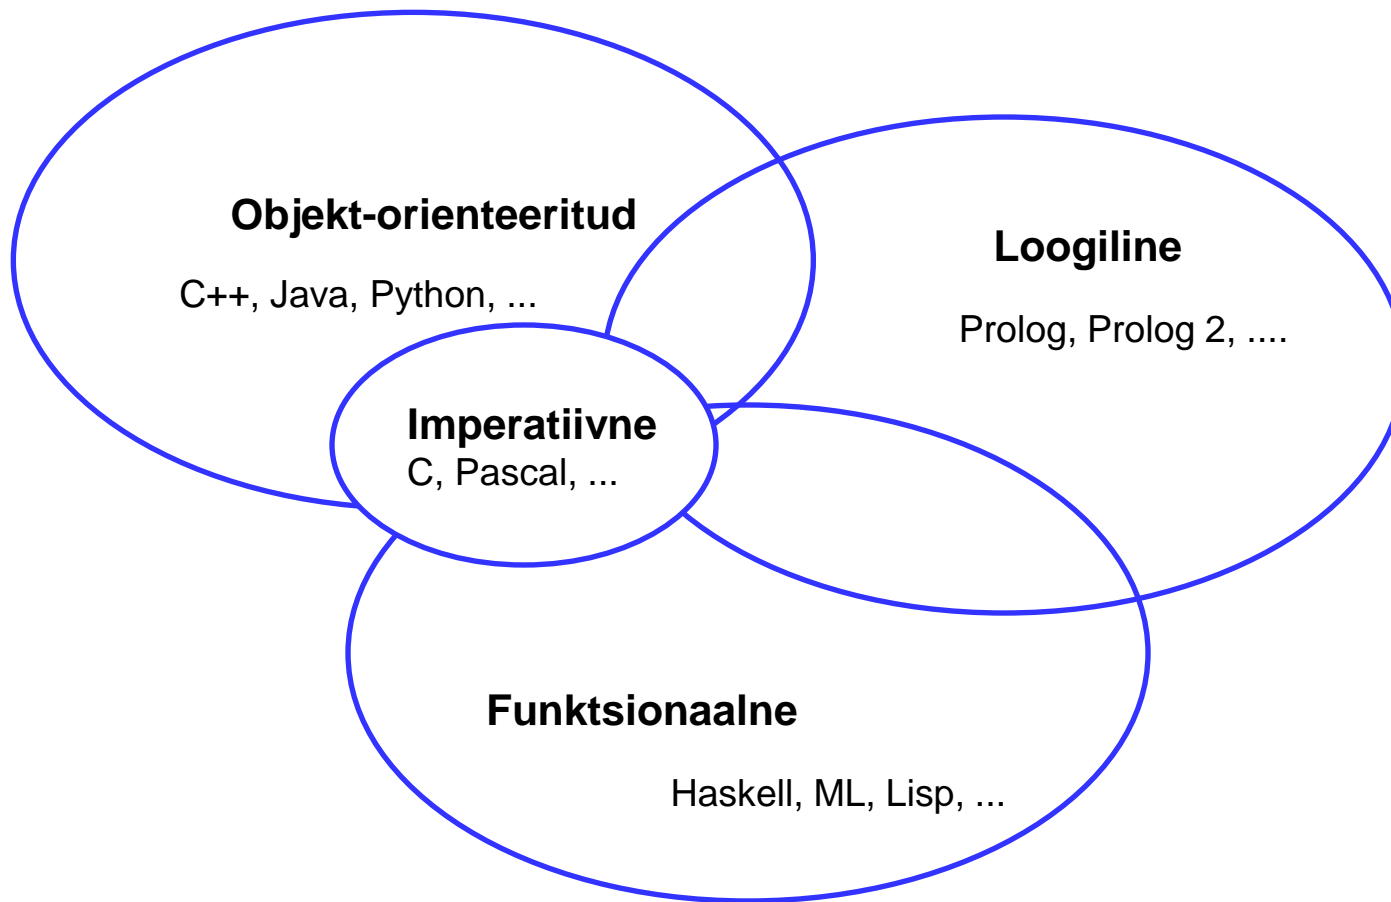 Objekt-orienteeritud
C++, Java, Python, ...
Loogiline
Prolog, Prolog 2, ....
Imperatiivne
C, Pascal, ...
Funktsionaalne
Haskell, ML, Lisp, ...